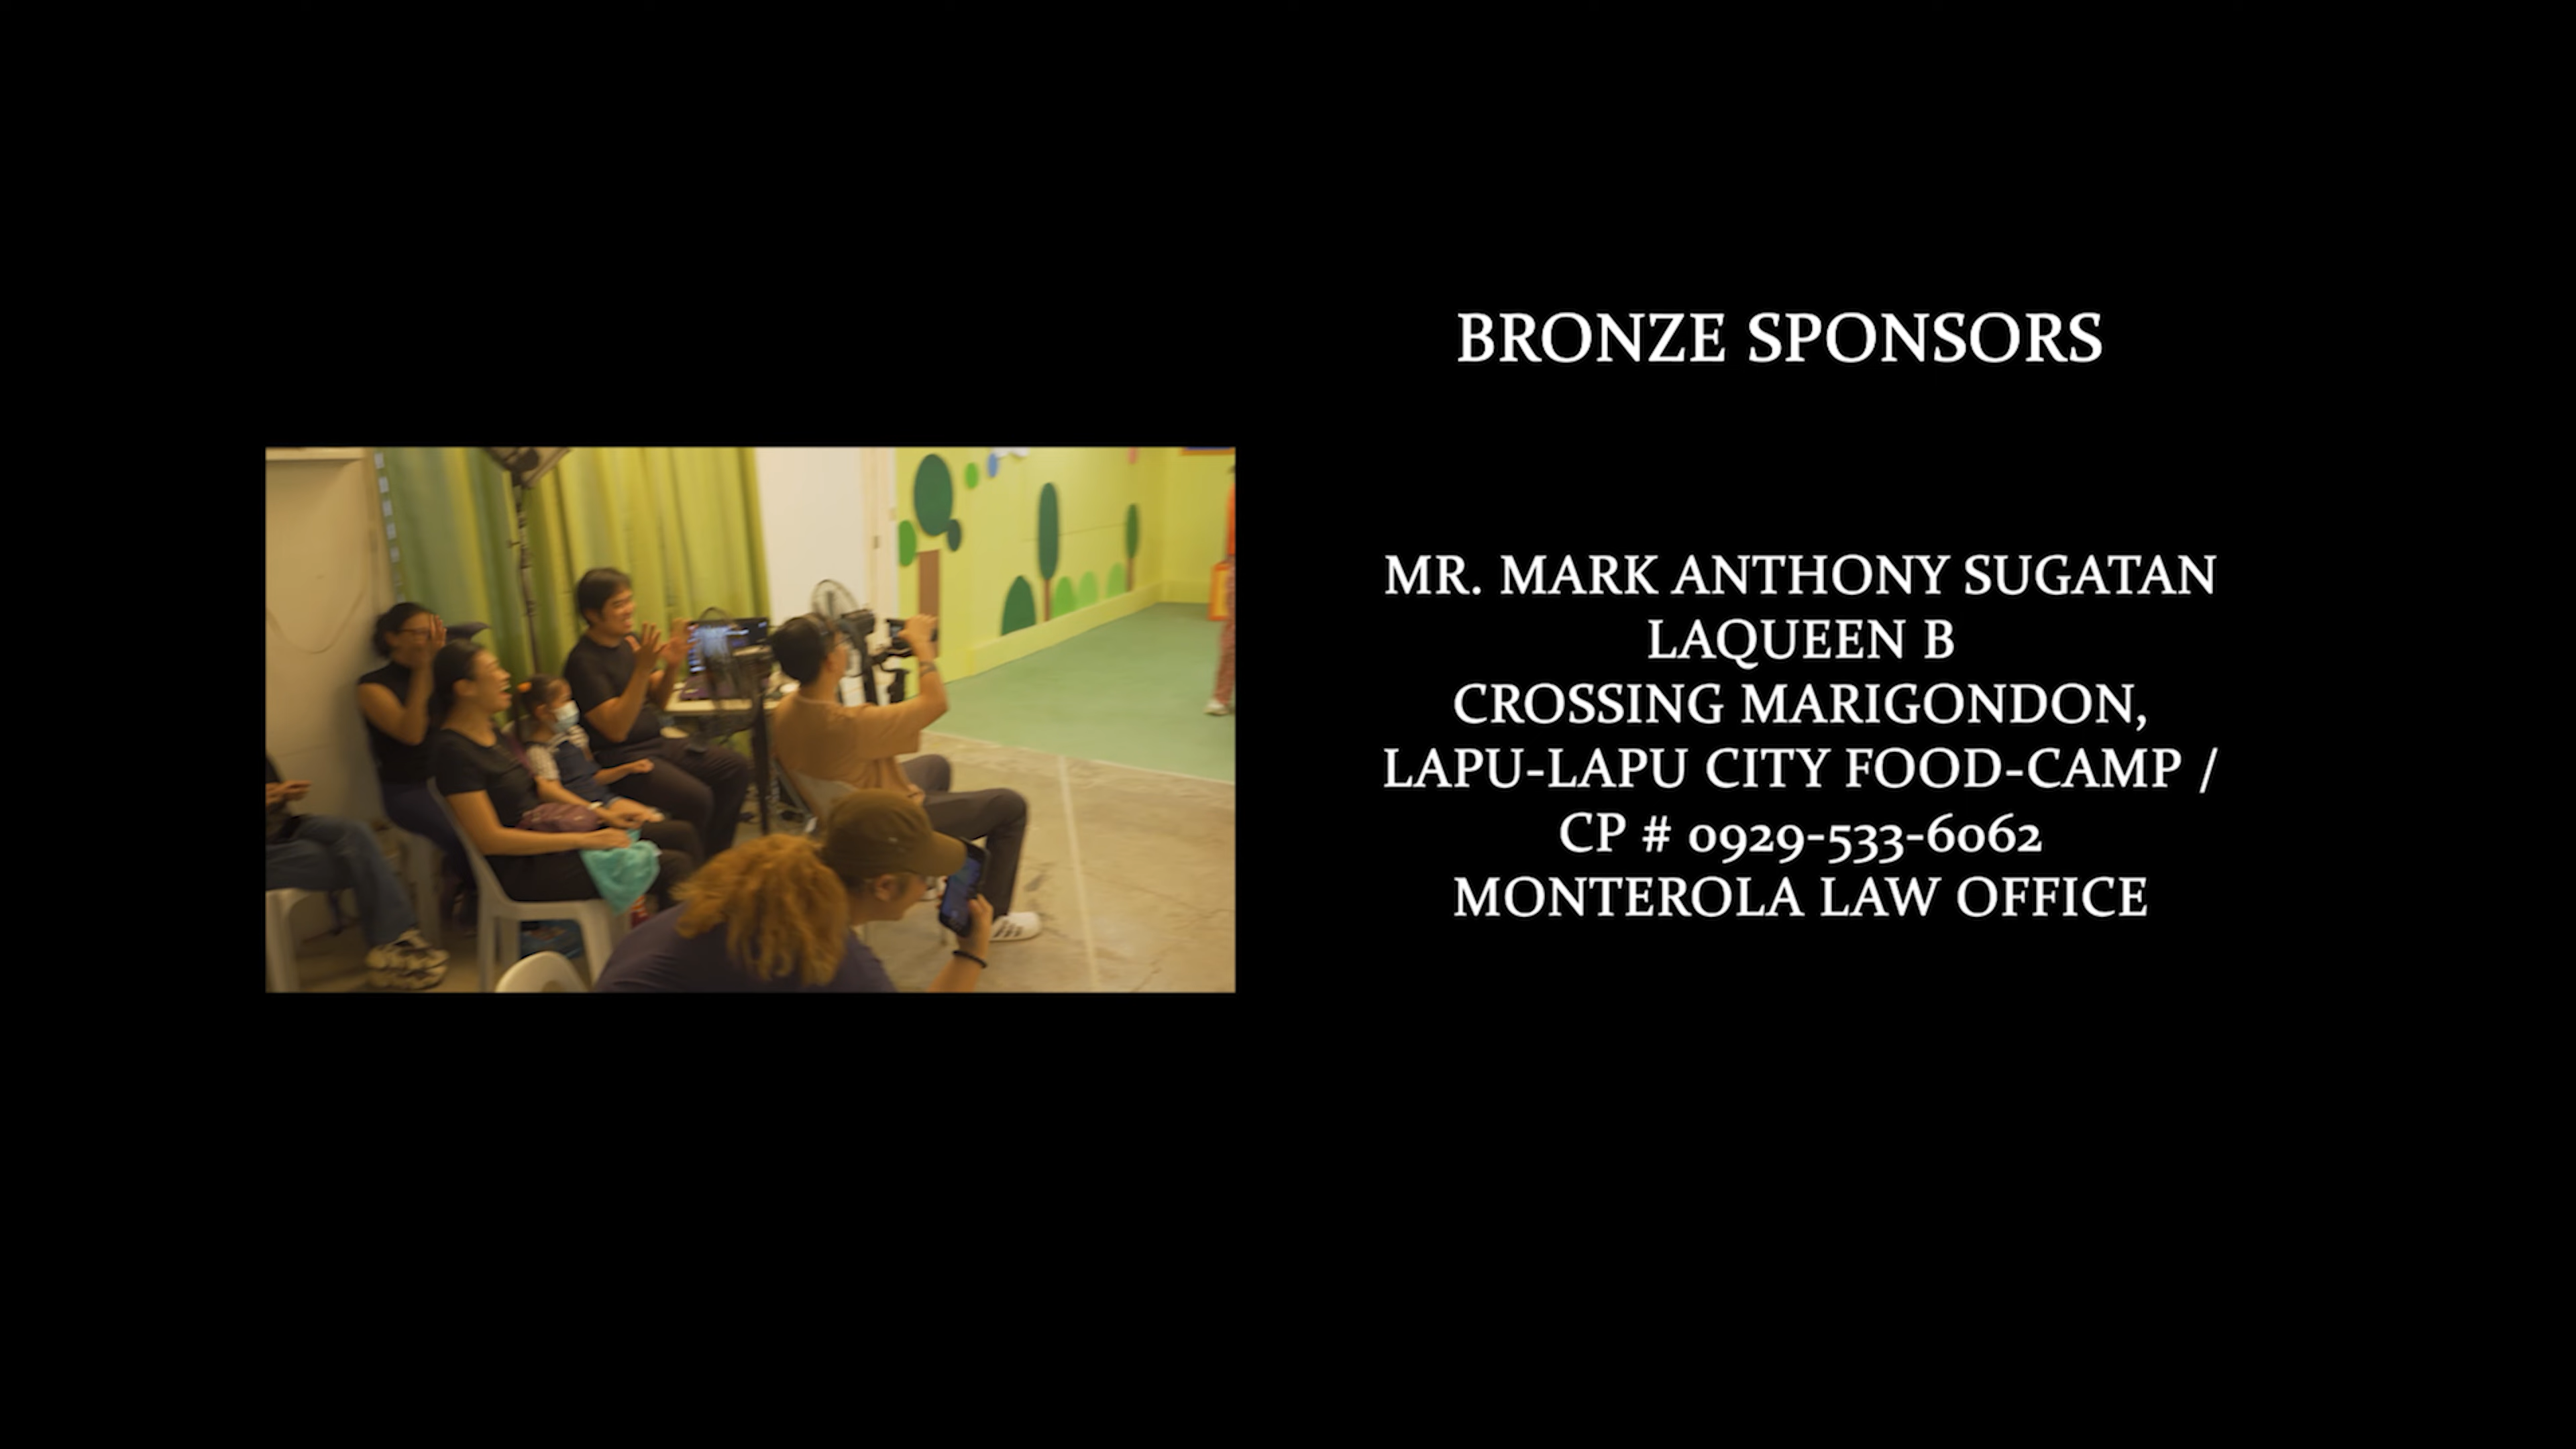 BRONZE SPONSORS
MR. MARK ANTHONY SUGATAN
LAQUEEN B
CROSSING MARIGONDON,
LAPU-LAPU CITY FOOD-CAMP /
CP # 0929-533-6062
MONTEROLA LAW OFFICE